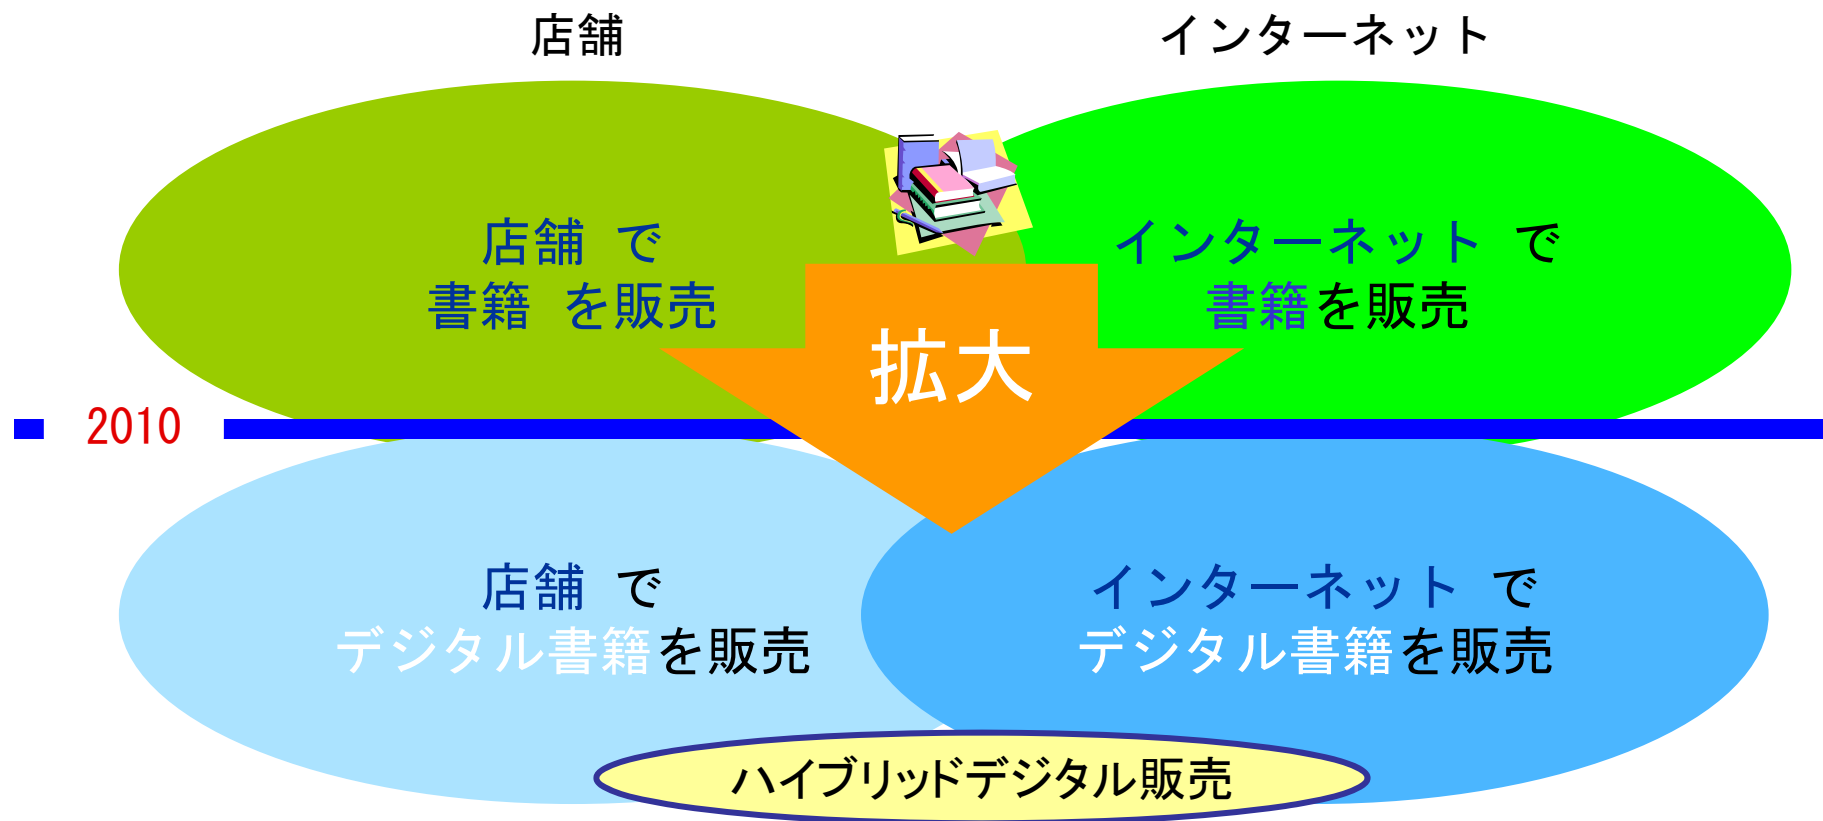 店舗
インターネット
店舗 で
書籍 を販売
インターネット で
書籍を販売
拡大
2010
店舗 で
デジタル書籍を販売
インターネット で
デジタル書籍を販売
ハイブリッドデジタル販売